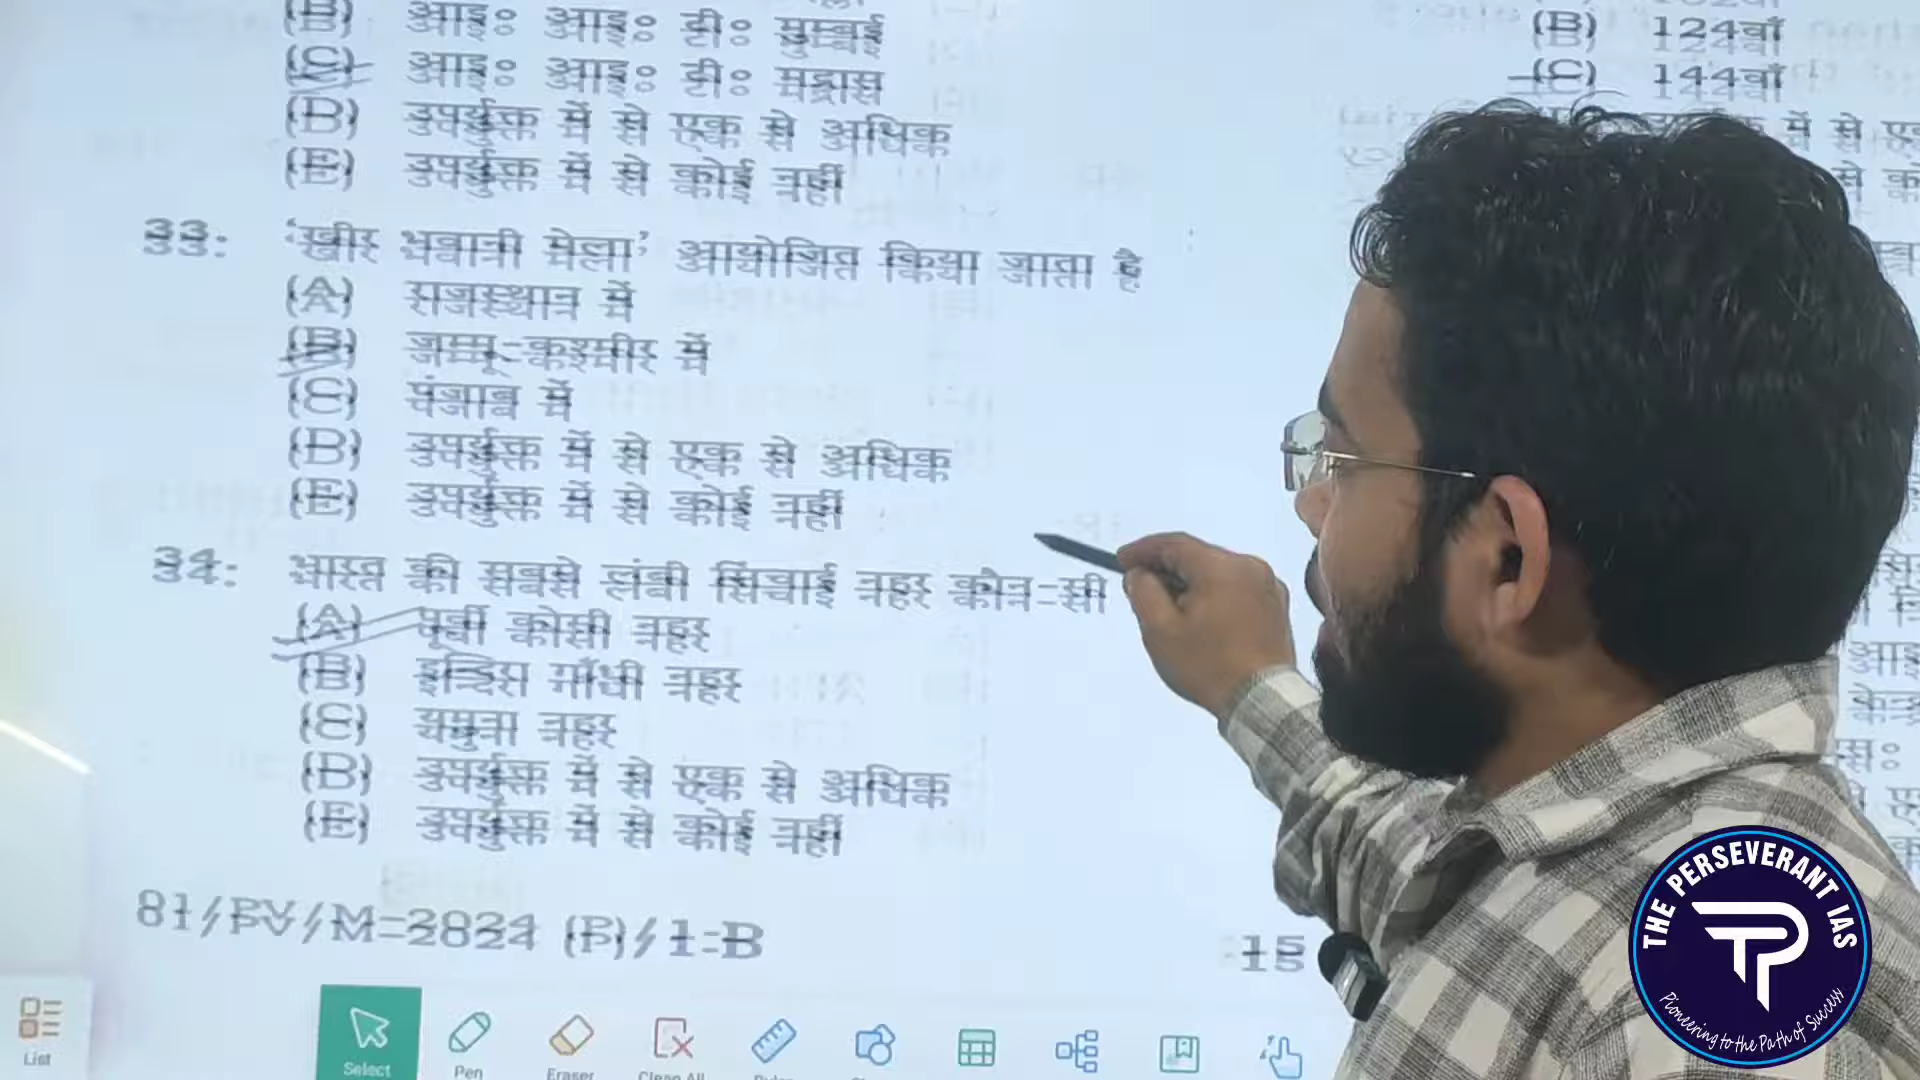 (B) आइ० आइ० टी० मुम्बई
(C) आइ० आइ० टी० मद्रास
(D) उपर्युक्त में से एक से अधिक
(E) उपर्युक्त में से कोई नहीं
33. ‘खीर भवानी मेला’ आयोजित किया जाता है
(A) राजस्थान में
(B) जम्मू-कश्मीर में
(C) पंजाब में
(D) उपर्युक्त में से एक से अधिक
(E) उपर्युक्त में से कोई नहीं
34. भारत की सबसे लंबी सिंचाई नहर कौन-सी
(A) पूर्वी कोसी नहर
(B) इन्दिरा गाँधी नहर
(C) यमुना नहर
(D) उपर्युक्त में से एक से अधिक
(E) उपर्युक्त में से कोई नहीं
81/PV/M-2024 (P)/1-B
15
(B) 124वाँ
(C) 144वाँ
में से
List
Select
Pen
Eraser
Clean All
THE PERSEVERANT IAS
Pioneering to the Path of Success